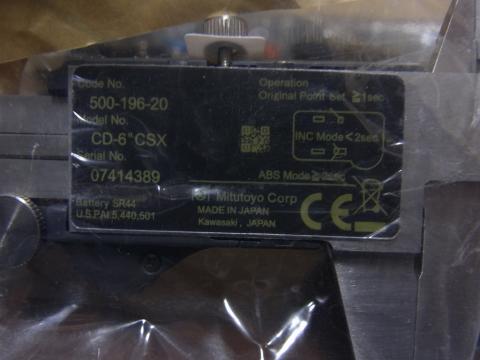 Code No.
500-196-20
Model No.
CD-6"CSX
Serial No.
07414389
Battery SR44
U.S.PAT.5,440,501
Operation
Original Point Set ≧1sec
INC Mode<2sec
ABS Mode≧2sec
Mitutoyo Corp
MADE IN JAPAN
Kawasaki, JAPAN
CE